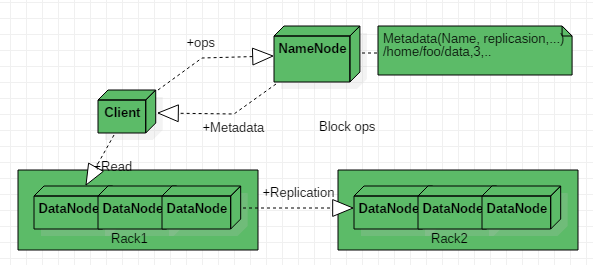 +ops
Metadata(Name, replicasion,...)
/home/foo/data,3,..
NameNode
Client
+Metadata
Block ops
+Read
DataNode DataNode DataNode
+Replication
DataNode DataNode DataNode
Rack1
Rack2